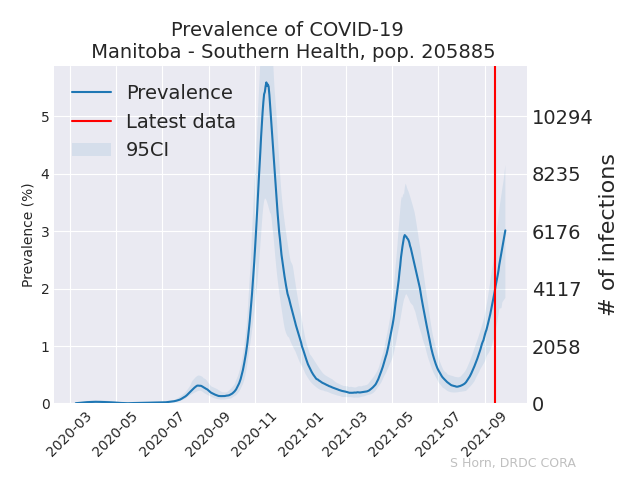 Prevalence of COVID-19
Manitoba - Southern Health, pop. 205885
Prevalence
Latest data
95CI
Prevalence (%)
5
4
3
2
1
0
10294
8235
6176
4117
2058
0
# of infections
2020-03
2020-05
2020-07
2020-09
2020-11
2021-01
2021-03
2021-05
2021-07
2021-09
S Horn, DRDC CORA